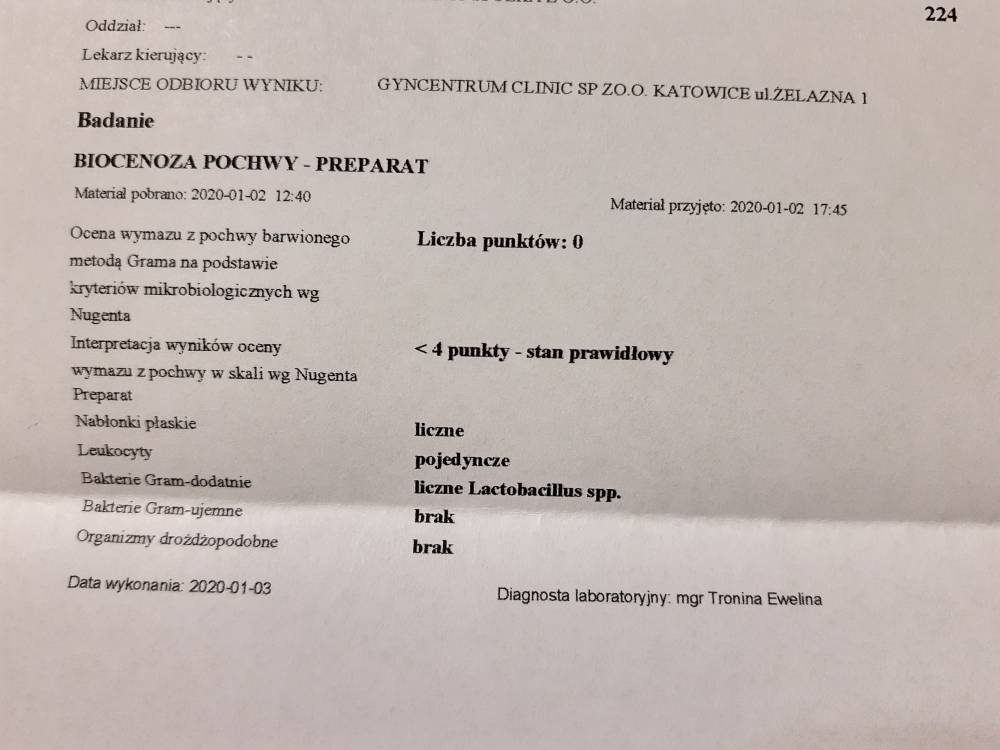 224
Oddział: ---
Lekarz kierujący: - -
MIEJSCE ODBIORU WYNIKU: GYNCENTRUM CLINIC SP ZO.O. KATOWICE ul.ŻELAZNA 1
Badanie
BIOCENOZA POCHWY - PREPARAT
Materiał pobrano: 2020-01-02 12:40 Materiał przyjęto: 2020-01-02 17:45
Ocena wymazu z pochwy barwionego Liczba punktów: 0
metodą Grama na podstawie
kryteriów mikrobiologicznych wg
Nugenta
Interpretacja wyników oceny < 4 punkty - stan prawidłowy
wymazu z pochwy w skali wg Nugenta
Preparat
Nabłonki płaskie liczne
Leukocyty pojedyncze
Bakterie Gram-dodatnie liczne Lactobacillus spp.
Bakterie Gram-ujemne brak
Organizmy drożdżopodobne brak
Data wykonania: 2020-01-03 Diagnosta laboratoryjny: mgr Tronina Ewelina